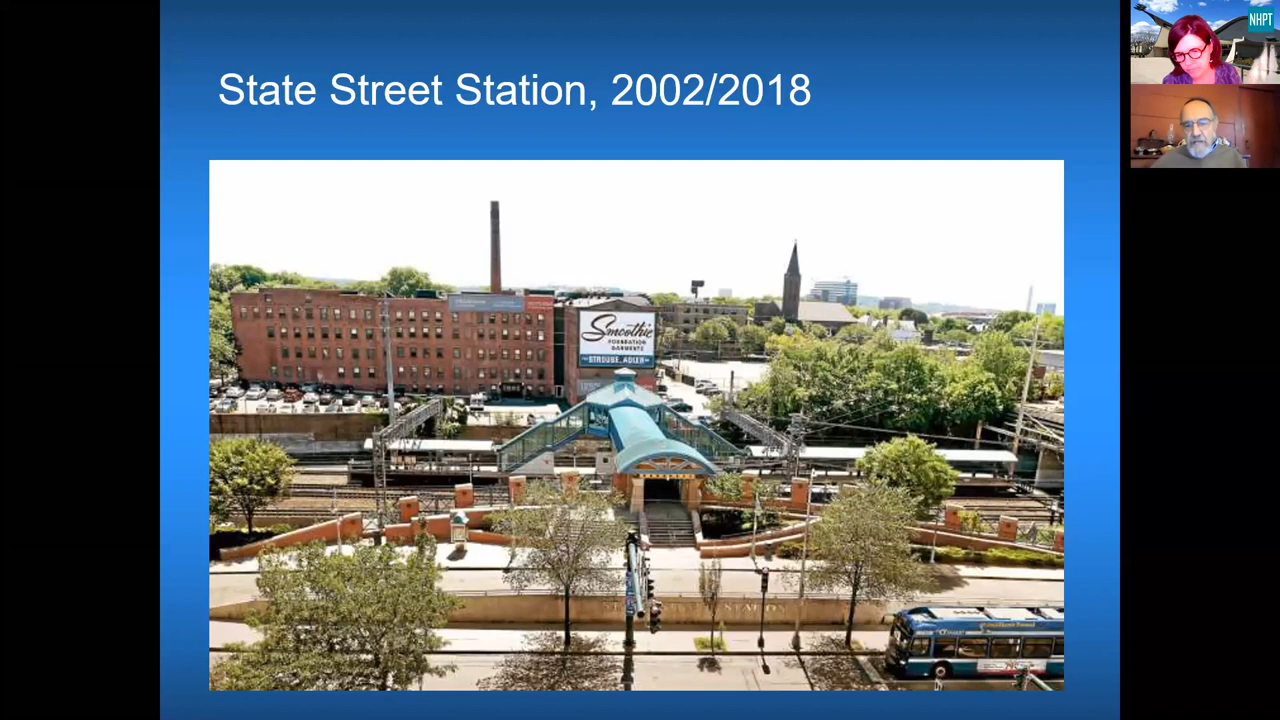 State Street Station, 2002/2018
NHPT
Smoothie
FOUNDATION
GARMENTS
STROUSE, ADLER